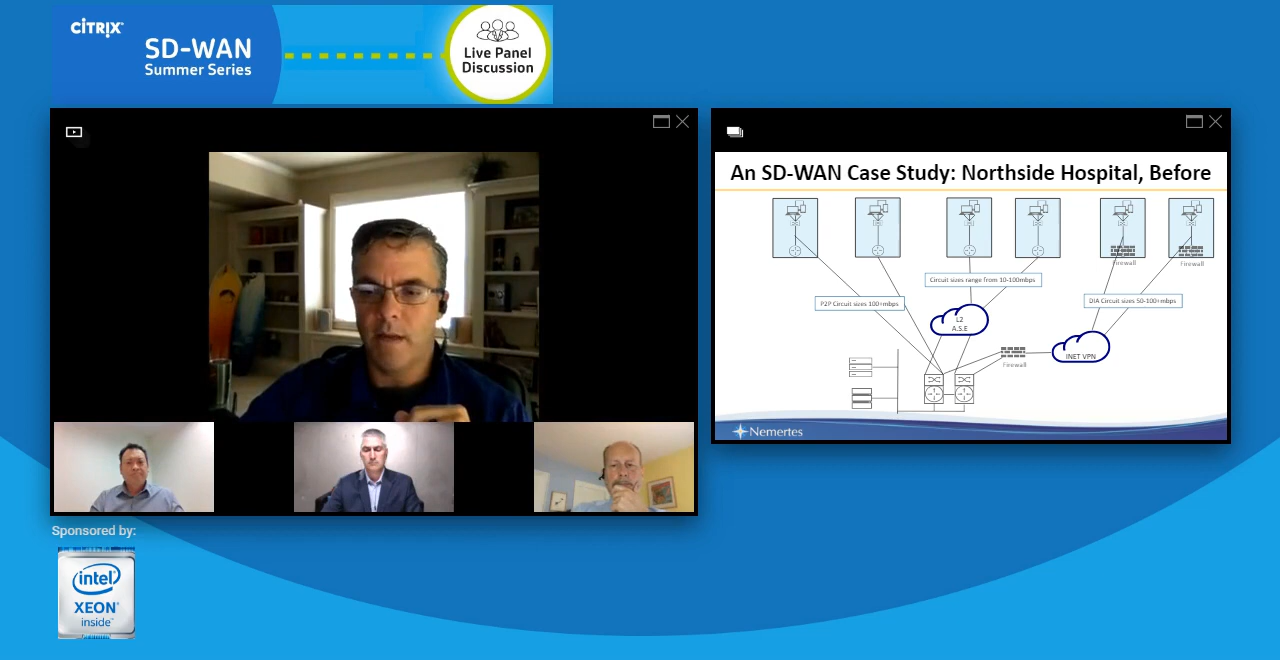 CİTRIX
SD-WAN
Summer Series
Live Panel
Discussion
An SD-WAN Case Study: Northside Hospital, Before
Firewall
Firewall
Circuit sizes range from 10-100mbps
P2P Circuit sizes 100+mbps
DIA Circuit sizes 50-100+mbps
L2
A.S.E
INET VPN
Firewall
Nemertes
Sponsored by:
intel
XEON
inside